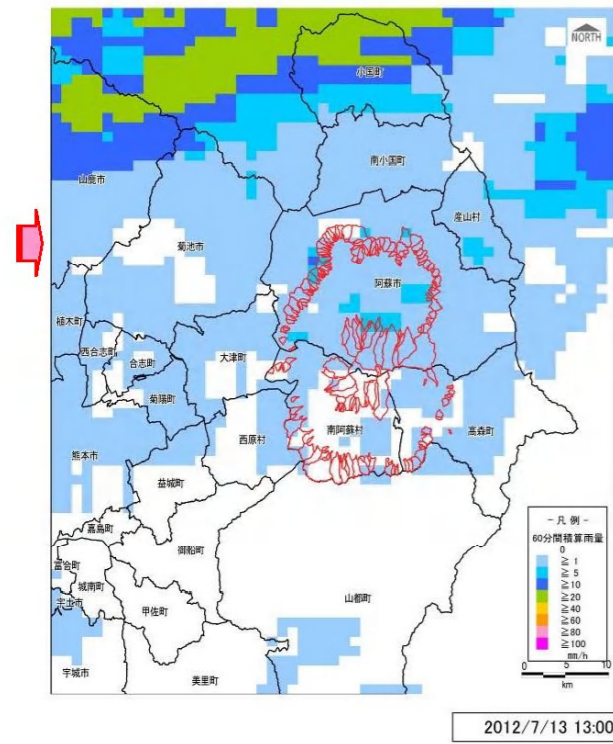 NORTH
小国町
南小国町
山鹿市
産山村
菊池市
阿蘇市
植木町
西合志町
合志町
大津町
菊陽町
南阿蘇村
高森町
西原村
熊本市
益城町
嘉島町
御船町
富合町
城南町
宇土市
甲佐町
山都町
宇城市
美里町
- 凡 例 -
60分間積算雨量
0
≧ 1
≧ 5
≧ 10
≧ 20
≧ 40
≧ 60
≧ 80
≧ 100
mm/h
0 5 10
km
2012/7/13 13:00